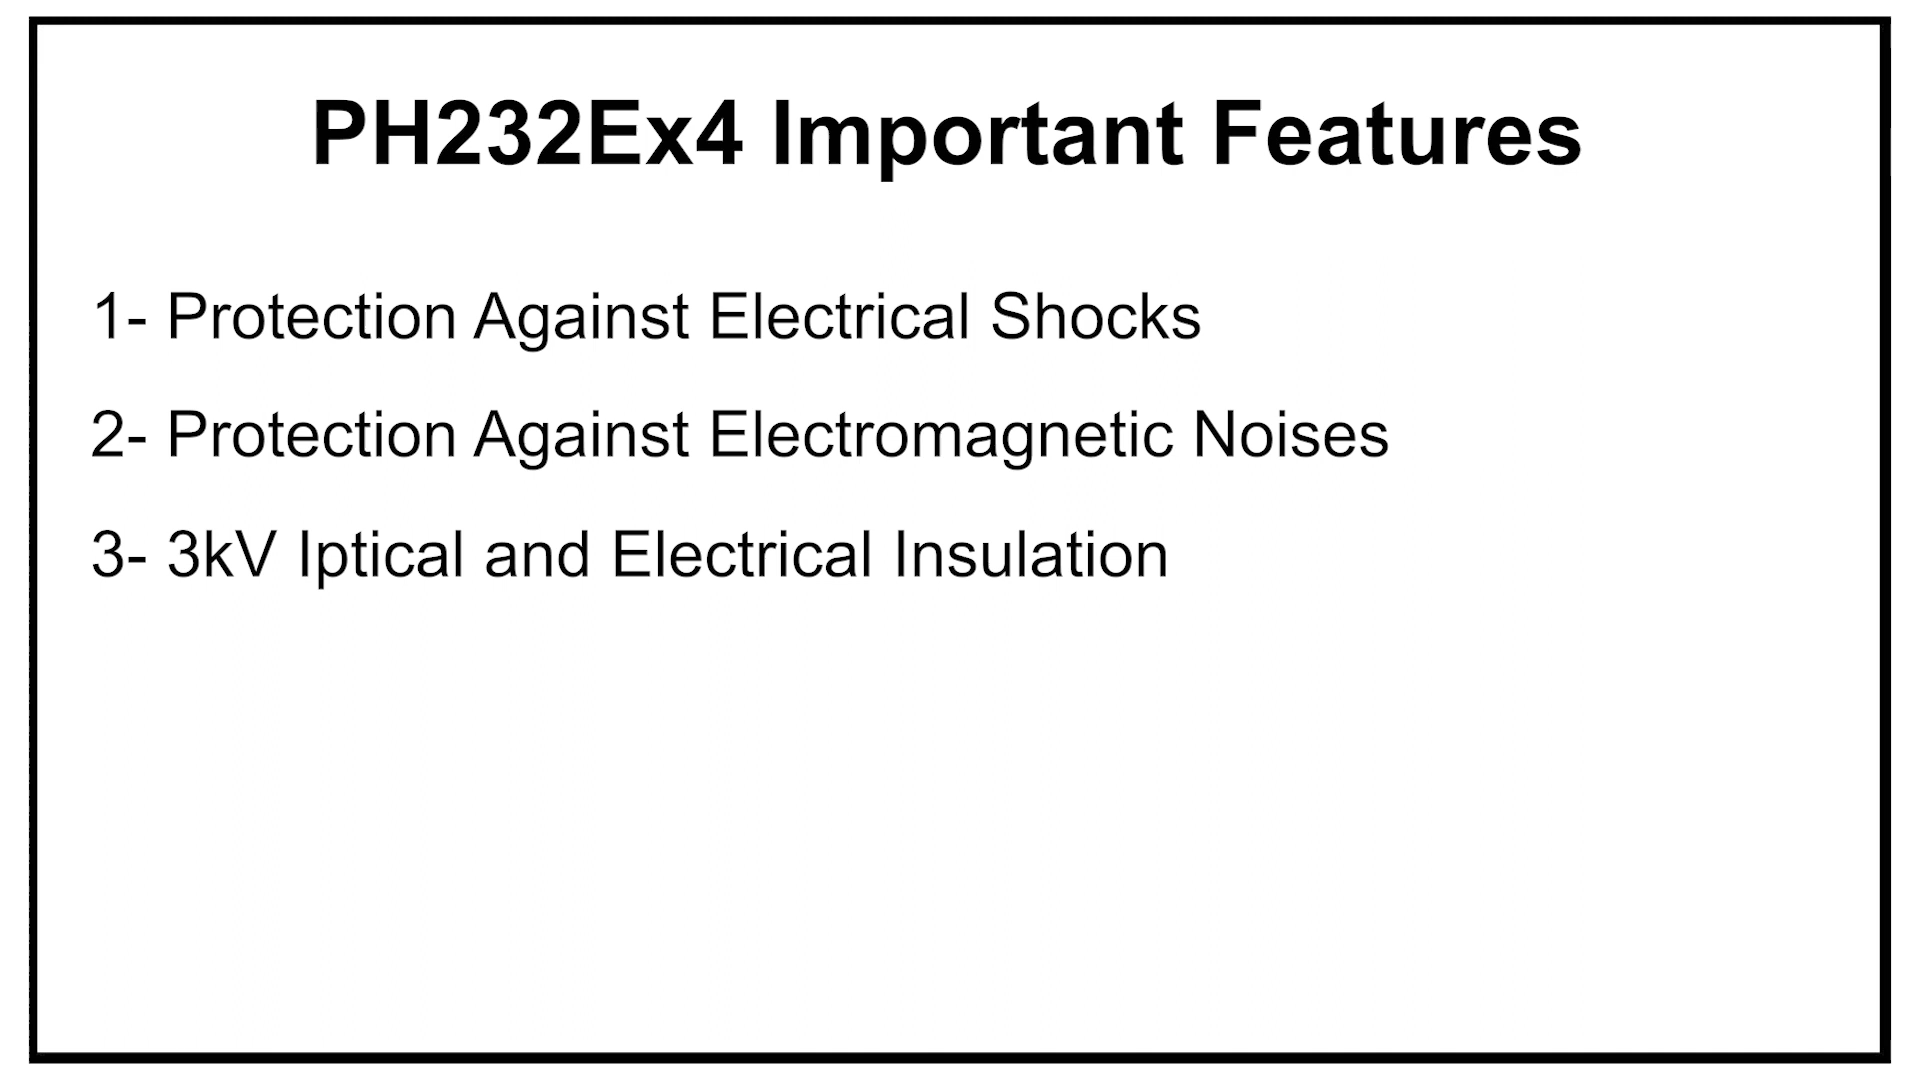 PH232Ex4 Important Features
1- Protection Against Electrical Shocks
2- Protection Against Electromagnetic Noises
3- 3kV Iptical and Electrical Insulation